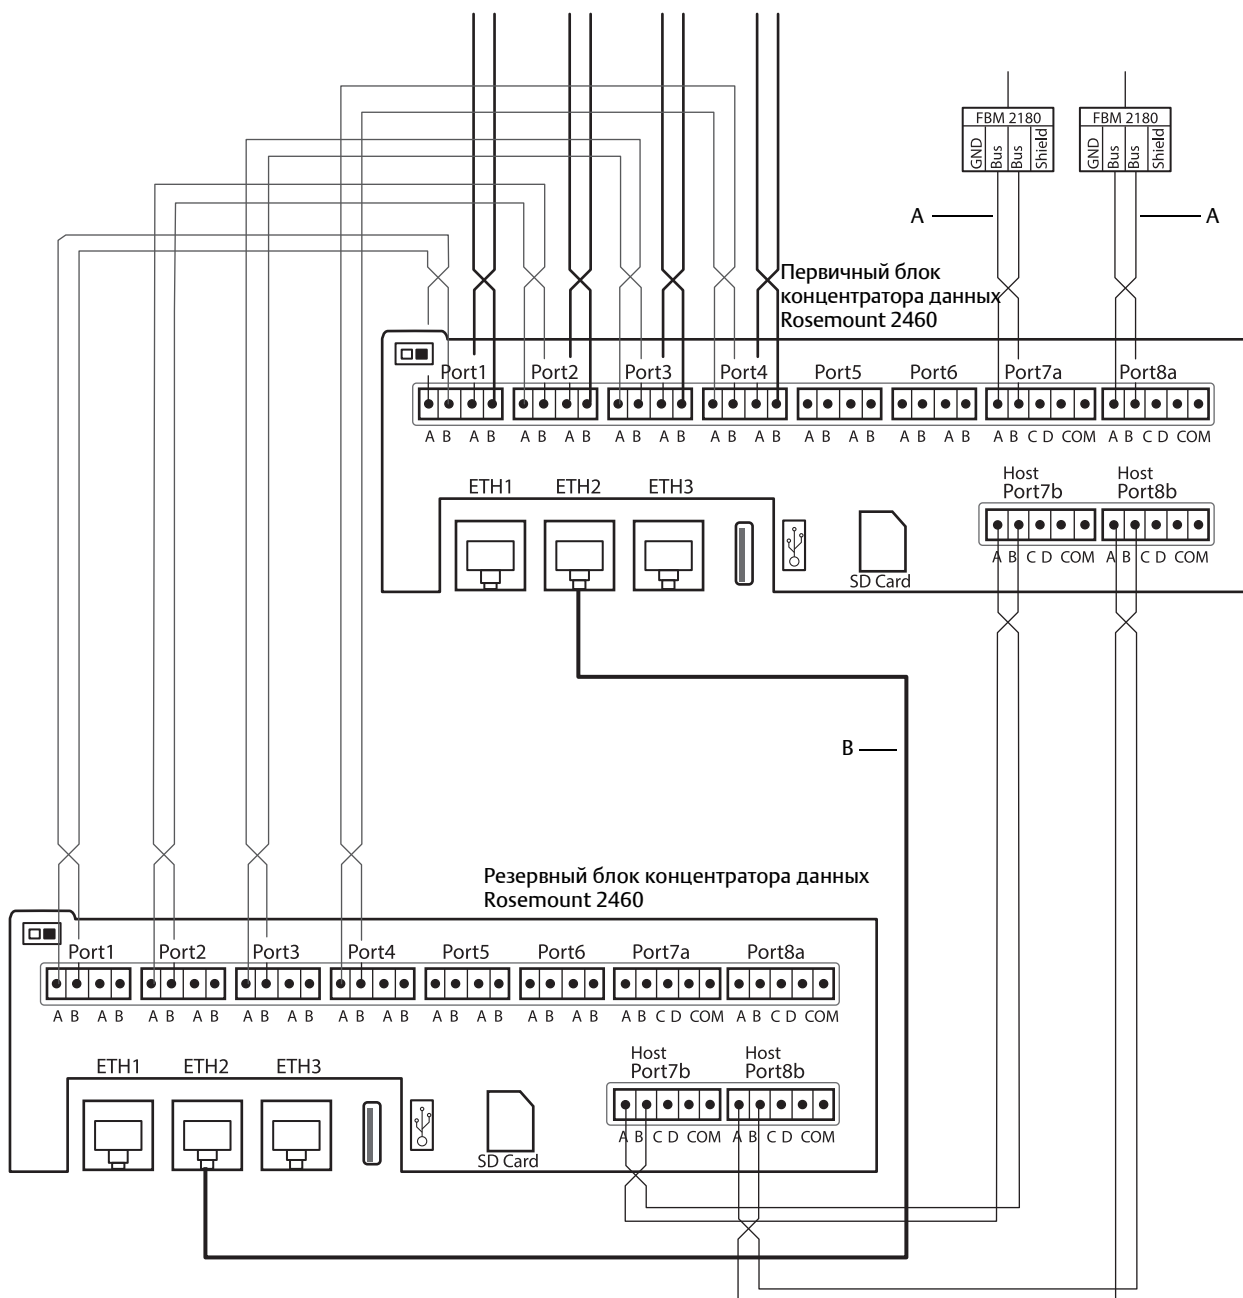 FBM 2180 FBM 2180
GND Bus Bus Shield GND Bus Bus Shield
A A
Первичный блок
концентратора данных
Rosemount 2460
Port1 Port2 Port3 Port4 Port5 Port6 Port7a Port8a
A B A B A B A B A B A B A B A B A B A B A B A B A B C D COM A B C D COM
ETH1 ETH2 ETH3
Host Host
Port7b Port8b
A B C D COM A B C D COM
SD Card
B
Резервный блок концентратора данных
Rosemount 2460
Port1 Port2 Port3 Port4 Port5 Port6 Port7a Port8a
A B A B A B A B A B A B A B A B A B A B A B A B A B C D COM A B C D COM
ETH1 ETH2 ETH3
Host Host
Port7b Port8b
A B C D COM A B C D COM
SD Card